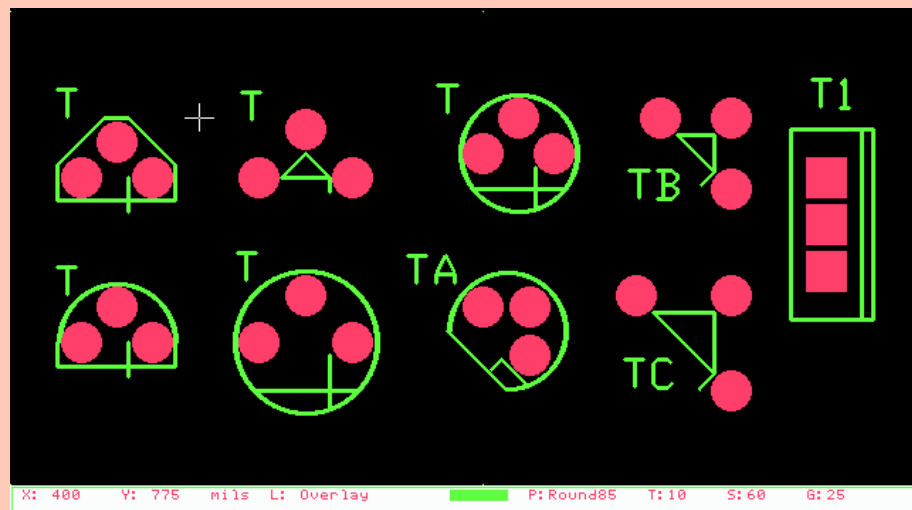 T T T T1
TB
T T TA
TC
X: 400 Y: 775 mils L: Overlay P:Round85 T:10 S:60 G:25